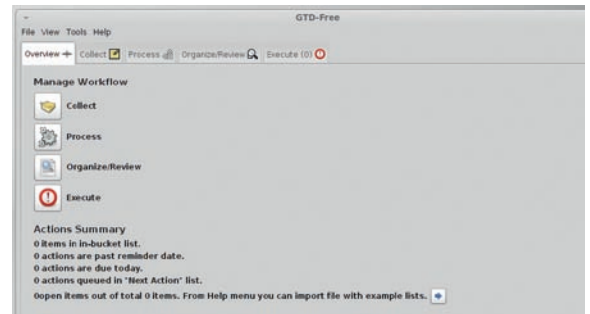 GTD-Free
File View Tools Help
Overview Collect Process Organize/Review Execute (0)
Manage Workflow
Collect
Process
Organize/Review
Execute
Actions Summary
0 items in in-bucket list.
0 actions are past reminder date.
0 actions are due today.
0 actions queued in "Next Action" list.
0open items out of total 0 items. From Help menu you can import file with example lists.